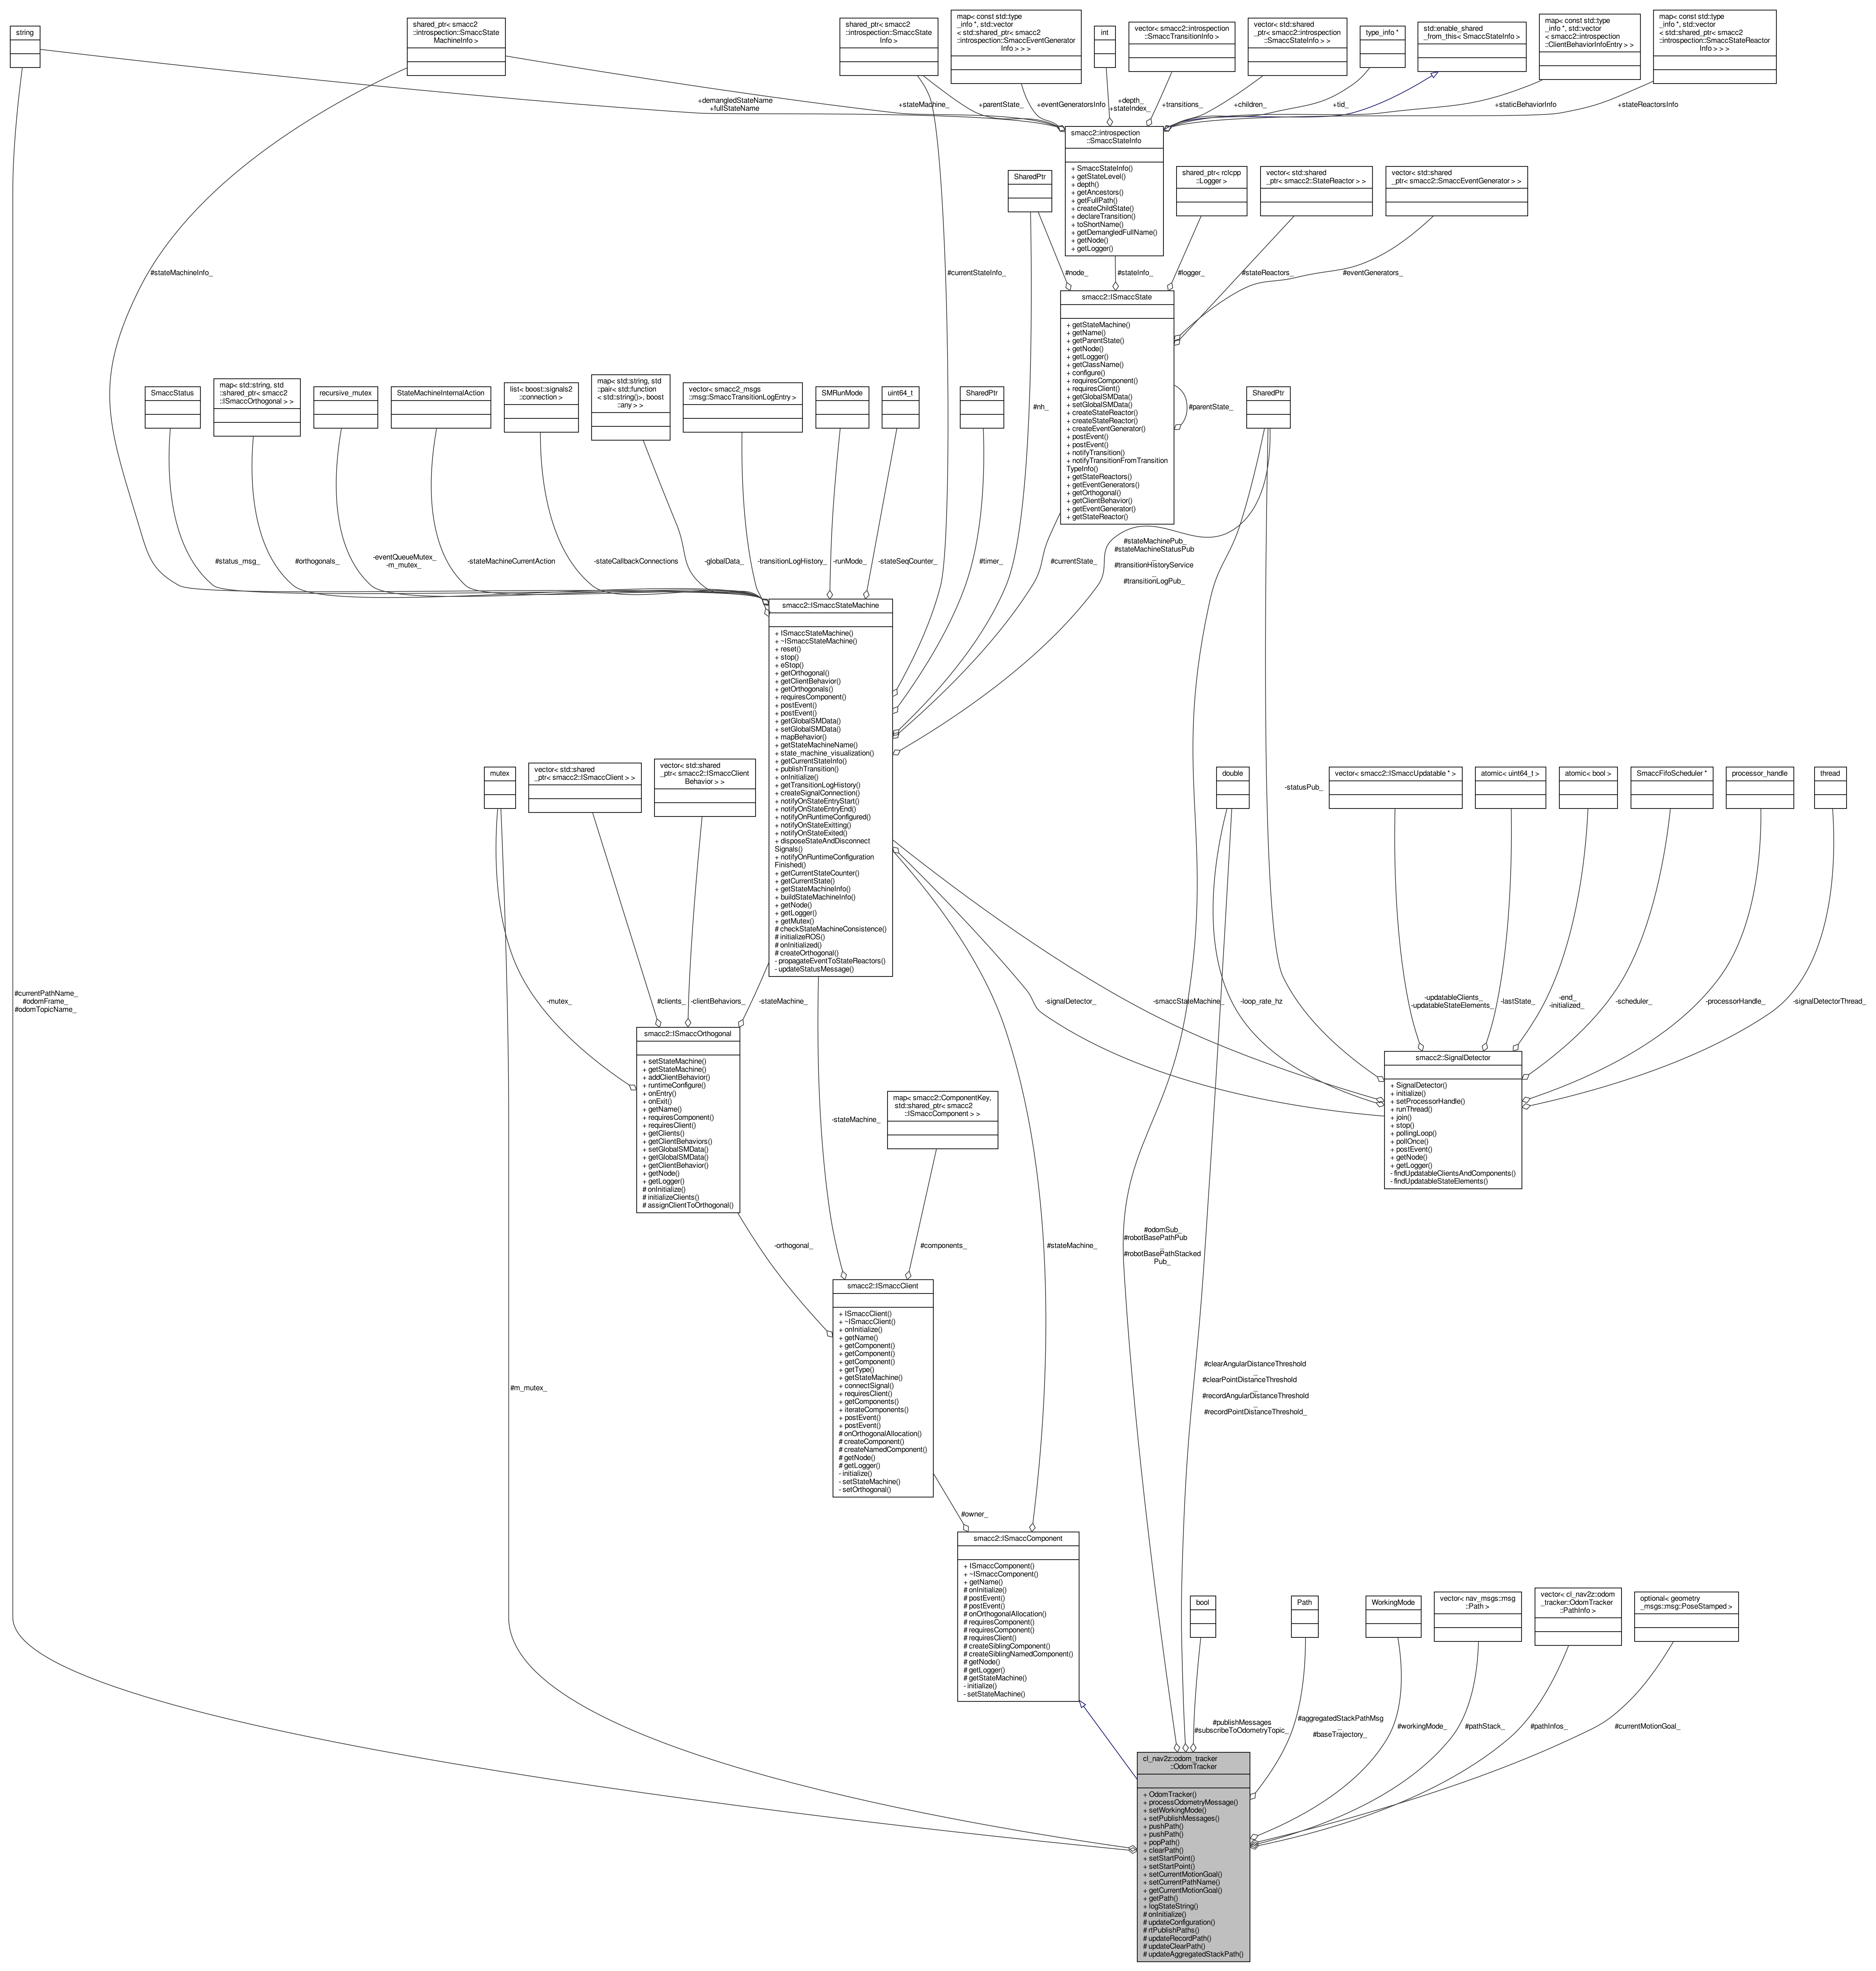 string
shared_ptr< smacc2
::introspection::SmaccState
MachineInfo >
shared_ptr< smacc2
::introspection::SmaccState
Info >
map< const std::type
_info *, std::vector
< std::shared_ptr< smacc2
::introspection::SmaccEventGenerator
Info > > >
int
vector< smacc2::introspection
::SmaccTransitionInfo >
vector< std::shared
_ptr< smacc2::introspection
::SmaccStateInfo > >
type_info *
std::enable_shared
_from_this< SmaccStateInfo >
map< const std::type
_info *, std::vector
< smacc2::introspection
::ClientBehaviorInfoEntry > >
map< const std::type
_info *, std::vector
< std::shared_ptr< smacc2
::introspection::SmaccStateReactor
Info > > >
+demangledStateName
+fullStateName
+stateMachine_
+parentState_
+eventGeneratorsInfo
+depth_
+stateIndex_
+transitions_
+children_
+tid_
+staticBehaviorInfo
+stateReactorsInfo
smacc2::introspection
::SmaccStateInfo
+ SmaccStateInfo()
+ getStateLevel()
+ depth()
+ getAncestors()
+ getFullPath()
+ createChildState()
+ declareTransition()
+ toShortName()
+ getDemangledFullName()
+ getNode()
+ getLogger()
SharedPtr
shared_ptr< rclcpp
::Logger >
vector< std::shared
_ptr< smacc2::StateReactor > >
vector< std::shared
_ptr< smacc2::SmaccEventGenerator > >
#stateMachineInfo_
#currentStateInfo_
#node_
#stateInfo_
#logger_
#stateReactors_
#eventGenerators_
smacc2::ISmaccState
+ getStateMachine()
+ getName()
+ getParentState()
+ getNode()
+ getLogger()
+ getClassName()
+ configure()
+ requiresComponent()
+ requiresClient()
+ getGlobalSMData()
+ setGlobalSMData()
+ createStateReactor()
+ createStateReactor()
+ createEventGenerator()
+ postEvent()
+ postEvent()
+ notifyTransition()
+ notifyTransitionFromTransition
TypeInfo()
+ getStateReactors()
+ getEventGenerators()
+ getOrthogonal()
+ getClientBehavior()
+ getEventGenerator()
+ getStateReactor()
#parentState_
SmaccStatus
map< std::string, std
::shared_ptr< smacc2
::ISmaccOrthogonal > >
recursive_mutex
StateMachineInternalAction
list< boost::signals2
::connection >
map< std::string, std
::pair< std::function
< std::string()>, boost
::any > >
vector< smacc2_msgs
::msg::SmaccTransitionLogEntry >
SMRunMode
uint64_t
SharedPtr
#nh_
SharedPtr
#status_msg_
#orthogonals_
-eventQueueMutex_
-m_mutex_
-stateMachineCurrentAction
-stateCallbackConnections
-globalData_
-transitionLogHistory_
-runMode_
-stateSeqCounter_
#timer_
#currentState_
#stateMachinePub_
#stateMachineStatusPub
_
#transitionHistoryService
_
#transitionLogPub_
smacc2::ISmaccStateMachine
+ ISmaccStateMachine()
+ ~ISmaccStateMachine()
+ reset()
+ stop()
+ eStop()
+ getOrthogonal()
+ getClientBehavior()
+ getOrthogonals()
+ requiresComponent()
+ postEvent()
+ postEvent()
+ getGlobalSMData()
+ setGlobalSMData()
+ mapBehavior()
+ getStateMachineName()
+ state_machine_visualization()
+ getCurrentStateInfo()
+ publishTransition()
+ onInitialize()
+ getTransitionLogHistory()
+ createSignalConnection()
+ notifyOnStateEntryStart()
+ notifyOnStateEntryEnd()
+ notifyOnRuntimeConfigured()
+ notifyOnStateExitting()
+ notifyOnStateExited()
+ disposeStateAndDisconnect
Signals()
+ notifyOnRuntimeConfiguration
Finished()
+ getCurrentStateCounter()
+ getCurrentState()
+ getStateMachineInfo()
+ buildStateMachineInfo()
+ getNode()
+ getLogger()
+ getMutex()
# checkStateMachineConsistence()
# initializeROS()
# onInitialized()
# createOrthogonal()
- propagateEventToStateReactors()
- updateStatusMessage()
mutex
vector< std::shared
_ptr< smacc2::ISmaccClient > >
vector< std::shared
_ptr< smacc2::ISmaccClient
Behavior > >
double
-statusPub_
vector< smacc2::ISmaccUpdatable * >
atomic< uint64_t >
atomic< bool >
SmaccFifoScheduler *
processor_handle
thread
#currentPathName_
#odomFrame_
#odomTopicName_
-mutex_
#clients_
-clientBehaviors_
-stateMachine_
-signalDetector_
-smaccStateMachine_
-loop_rate_hz
-updatableClients_
-updatableStateElements_
-lastState_
-end_
-initialized_
-scheduler_
-processorHandle_
-signalDetectorThread_
smacc2::ISmaccOrthogonal
+ setStateMachine()
+ getStateMachine()
+ addClientBehavior()
+ runtimeConfigure()
+ onEntry()
+ onExit()
+ getName()
+ requiresComponent()
+ requiresClient()
+ getClients()
+ getClientBehaviors()
+ setGlobalSMData()
+ getGlobalSMData()
+ getClientBehavior()
+ getNode()
+ getLogger()
# onInitialize()
# initializeClients()
# assignClientToOrthogonal()
smacc2::SignalDetector
+ SignalDetector()
+ initialize()
+ setProcessorHandle()
+ runThread()
+ join()
+ stop()
+ pollingLoop()
+ pollOnce()
+ postEvent()
+ getNode()
+ getLogger()
- findUpdatableClientsAndComponents()
- findUpdatableStateElements()
-stateMachine_
map< smacc2::ComponentKey,
std::shared_ptr< smacc2
::ISmaccComponent > >
-orthogonal_
#components_
#stateMachine_
#odomSub_
#robotBasePathPub
_
#robotBasePathStacked
Pub_
smacc2::ISmaccClient
+ ISmaccClient()
+ ~ISmaccClient()
+ onInitialize()
+ getName()
+ getComponent()
+ getComponent()
+ getComponent()
+ getType()
+ getStateMachine()
+ connectSignal()
+ requiresClient()
+ getComponents()
+ iterateComponents()
+ postEvent()
+ postEvent()
# onOrthogonalAllocation()
# createComponent()
# createNamedComponent()
# getNode()
# getLogger()
- initialize()
- setStateMachine()
- setOrthogonal()
#m_mutex_
#clearAngularDistanceThreshold
_
#clearPointDistanceThreshold
_
#recordAngularDistanceThreshold
_
#recordPointDistanceThreshold_
#owner_
smacc2::ISmaccComponent
+ ISmaccComponent()
+ ~ISmaccComponent()
+ getName()
# onInitialize()
# postEvent()
# postEvent()
# onOrthogonalAllocation()
# requiresComponent()
# requiresComponent()
# requiresClient()
# createSiblingComponent()
# createSiblingNamedComponent()
# getNode()
# getLogger()
# getStateMachine()
- initialize()
- setStateMachine()
bool
Path
WorkingMode
vector< nav_msgs::msg
::Path >
vector< cl_nav2z::odom
_tracker::OdomTracker
::PathInfo >
optional< geometry
_msgs::msg::PoseStamped >
#publishMessages
#subscribeToOdometryTopic_
#aggregatedStackPathMsg
_
#baseTrajectory_
#workingMode_
#pathStack_
#pathInfos_
#currentMotionGoal_
cl_nav2z::odom_tracker
::OdomTracker
+ OdomTracker()
+ processOdometryMessage()
+ setWorkingMode()
+ setPublishMessages()
+ pushPath()
+ pushPath()
+ popPath()
+ clearPath()
+ setStartPoint()
+ setStartPoint()
+ setCurrentMotionGoal()
+ setCurrentPathName()
+ getCurrentMotionGoal()
+ getPath()
+ logStateString()
# onInitialize()
# updateConfiguration()
# rtPublishPaths()
# updateRecordPath()
# updateClearPath()
# updateAggregatedStackPath()